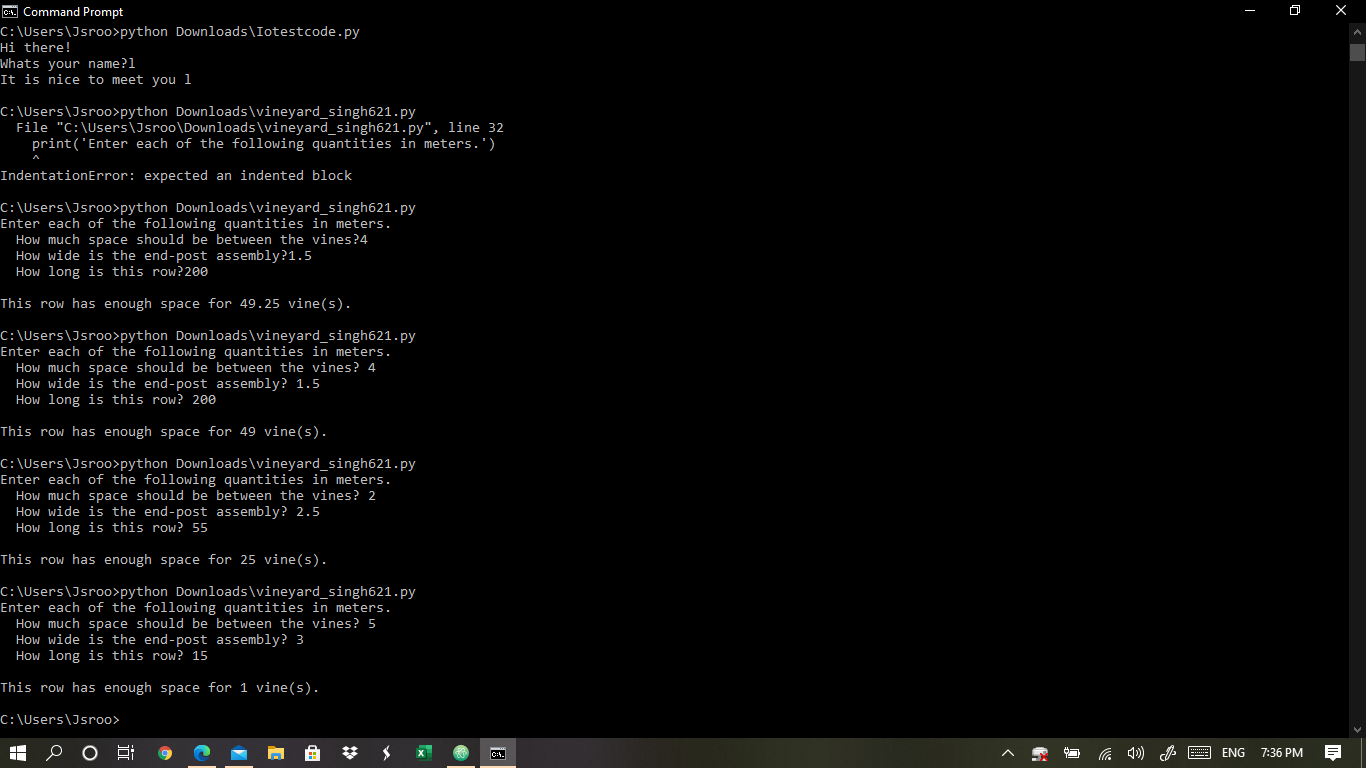 Command Prompt
C:\Users\Jsroo>python Downloads\Iotestcode.py
Hi there!
Whats your name?l
It is nice to meet you l
C:\Users\Jsroo>python Downloads\vineyard_singh621.py
  File "C:\Users\Jsroo\Downloads\vineyard_singh621.py", line 32
    print('Enter each of the following quantities in meters.')
    ^
IndentationError: expected an indented block
C:\Users\Jsroo>python Downloads\vineyard_singh621.py
Enter each of the following quantities in meters.
  How much space should be between the vines?4
  How wide is the end-post assembly?1.5
  How long is this row?200
This row has enough space for 49.25 vine(s).
C:\Users\Jsroo>python Downloads\vineyard_singh621.py
Enter each of the following quantities in meters.
  How much space should be between the vines? 4
  How wide is the end-post assembly? 1.5
  How long is this row? 200
This row has enough space for 49 vine(s).
C:\Users\Jsroo>python Downloads\vineyard_singh621.py
Enter each of the following quantities in meters.
  How much space should be between the vines? 2
  How wide is the end-post assembly? 2.5
  How long is this row? 55
This row has enough space for 25 vine(s).
C:\Users\Jsroo>python Downloads\vineyard_singh621.py
Enter each of the following quantities in meters.
  How much space should be between the vines? 5
  How wide is the end-post assembly? 3
  How long is this row? 15
This row has enough space for 1 vine(s).
C:\Users\Jsroo>
ENG 7:36 PM